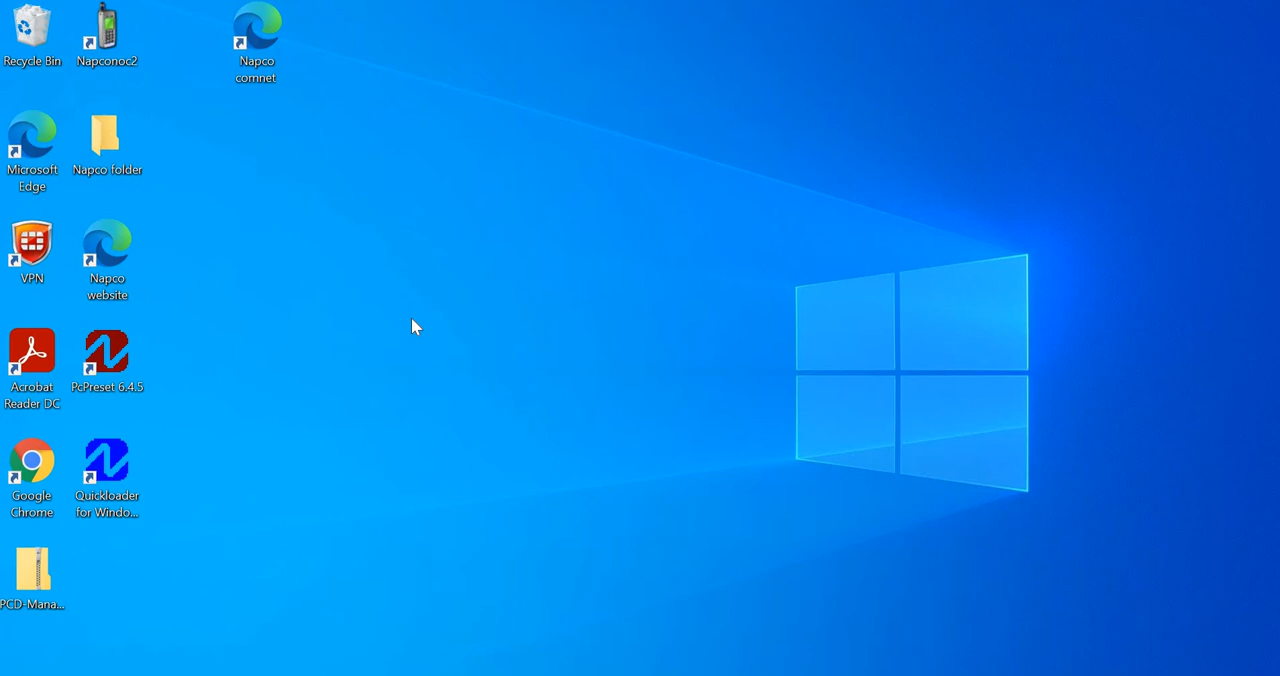 Recycle Bin
Napconoc2
Napco
comnet
Microsoft
Edge
Napco folder
VPN
Napco
website
Acrobat
Reader DC
PcPreset 6.4.5
Google
Chrome
Quickloader
for Windo...
PCD-Mana...